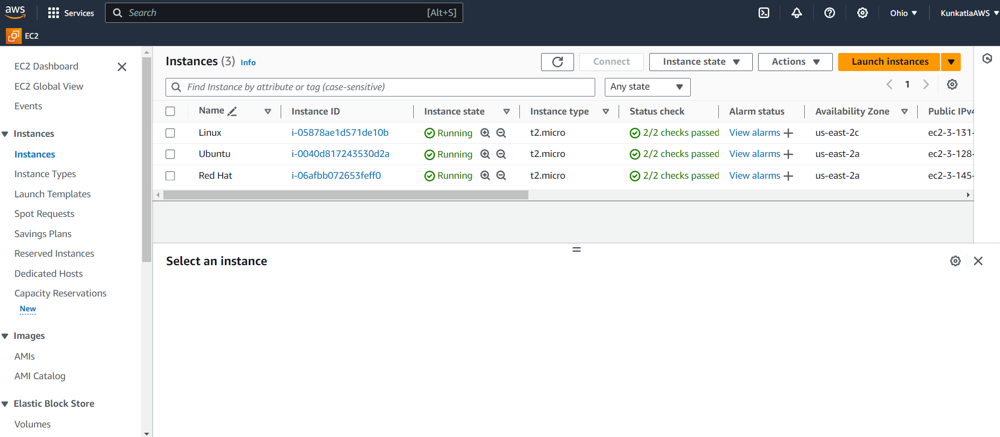 aws Services Search [Alt+S] Ohio KunkatlaAWS
EC2
EC2 Dashboard
EC2 Global View
Events
Instances
Instances
Instance Types
Launch Templates
Spot Requests
Savings Plans
Reserved Instances
Dedicated Hosts
Capacity Reservations
New
Images
AMIs
AMI Catalog
Elastic Block Store
Volumes
Instances (3) Info Connect Instance state Actions Launch instances
Find Instance by attribute or tag (case-sensitive) Any state 1
Name Instance ID Instance state Instance type Status check Alarm status Availability Zone Public IPv4
Linux i-05878ae1d571de10b Running t2.micro 2/2 checks passed View alarms us-east-2c ec2-3-131-
Ubuntu i-0040d817243530d2a Running t2.micro 2/2 checks passed View alarms us-east-2a ec2-3-128-
Red Hat i-06afbb072653feff0 Running t2.micro 2/2 checks passed View alarms us-east-2a ec2-3-145-
Select an instance